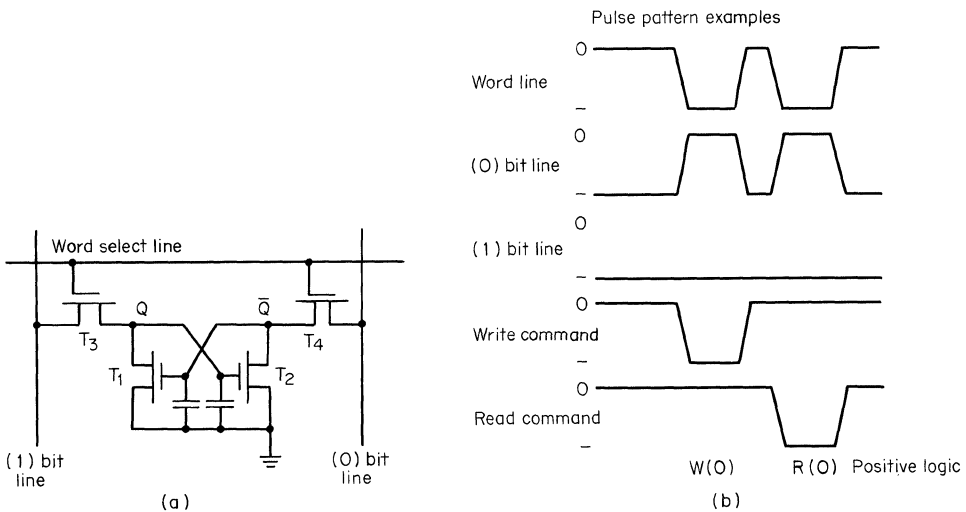 Word select line
Q
Q̅
T3
T4
T1
T2
(1) bit
line
(0) bit
line
(a)
Pulse pattern examples
0
Word line
–
0
(0) bit line
–
0
(1) bit line
–
0
Write command
–
0
Read command
–
W(0) R(0) Positive logic
(b)